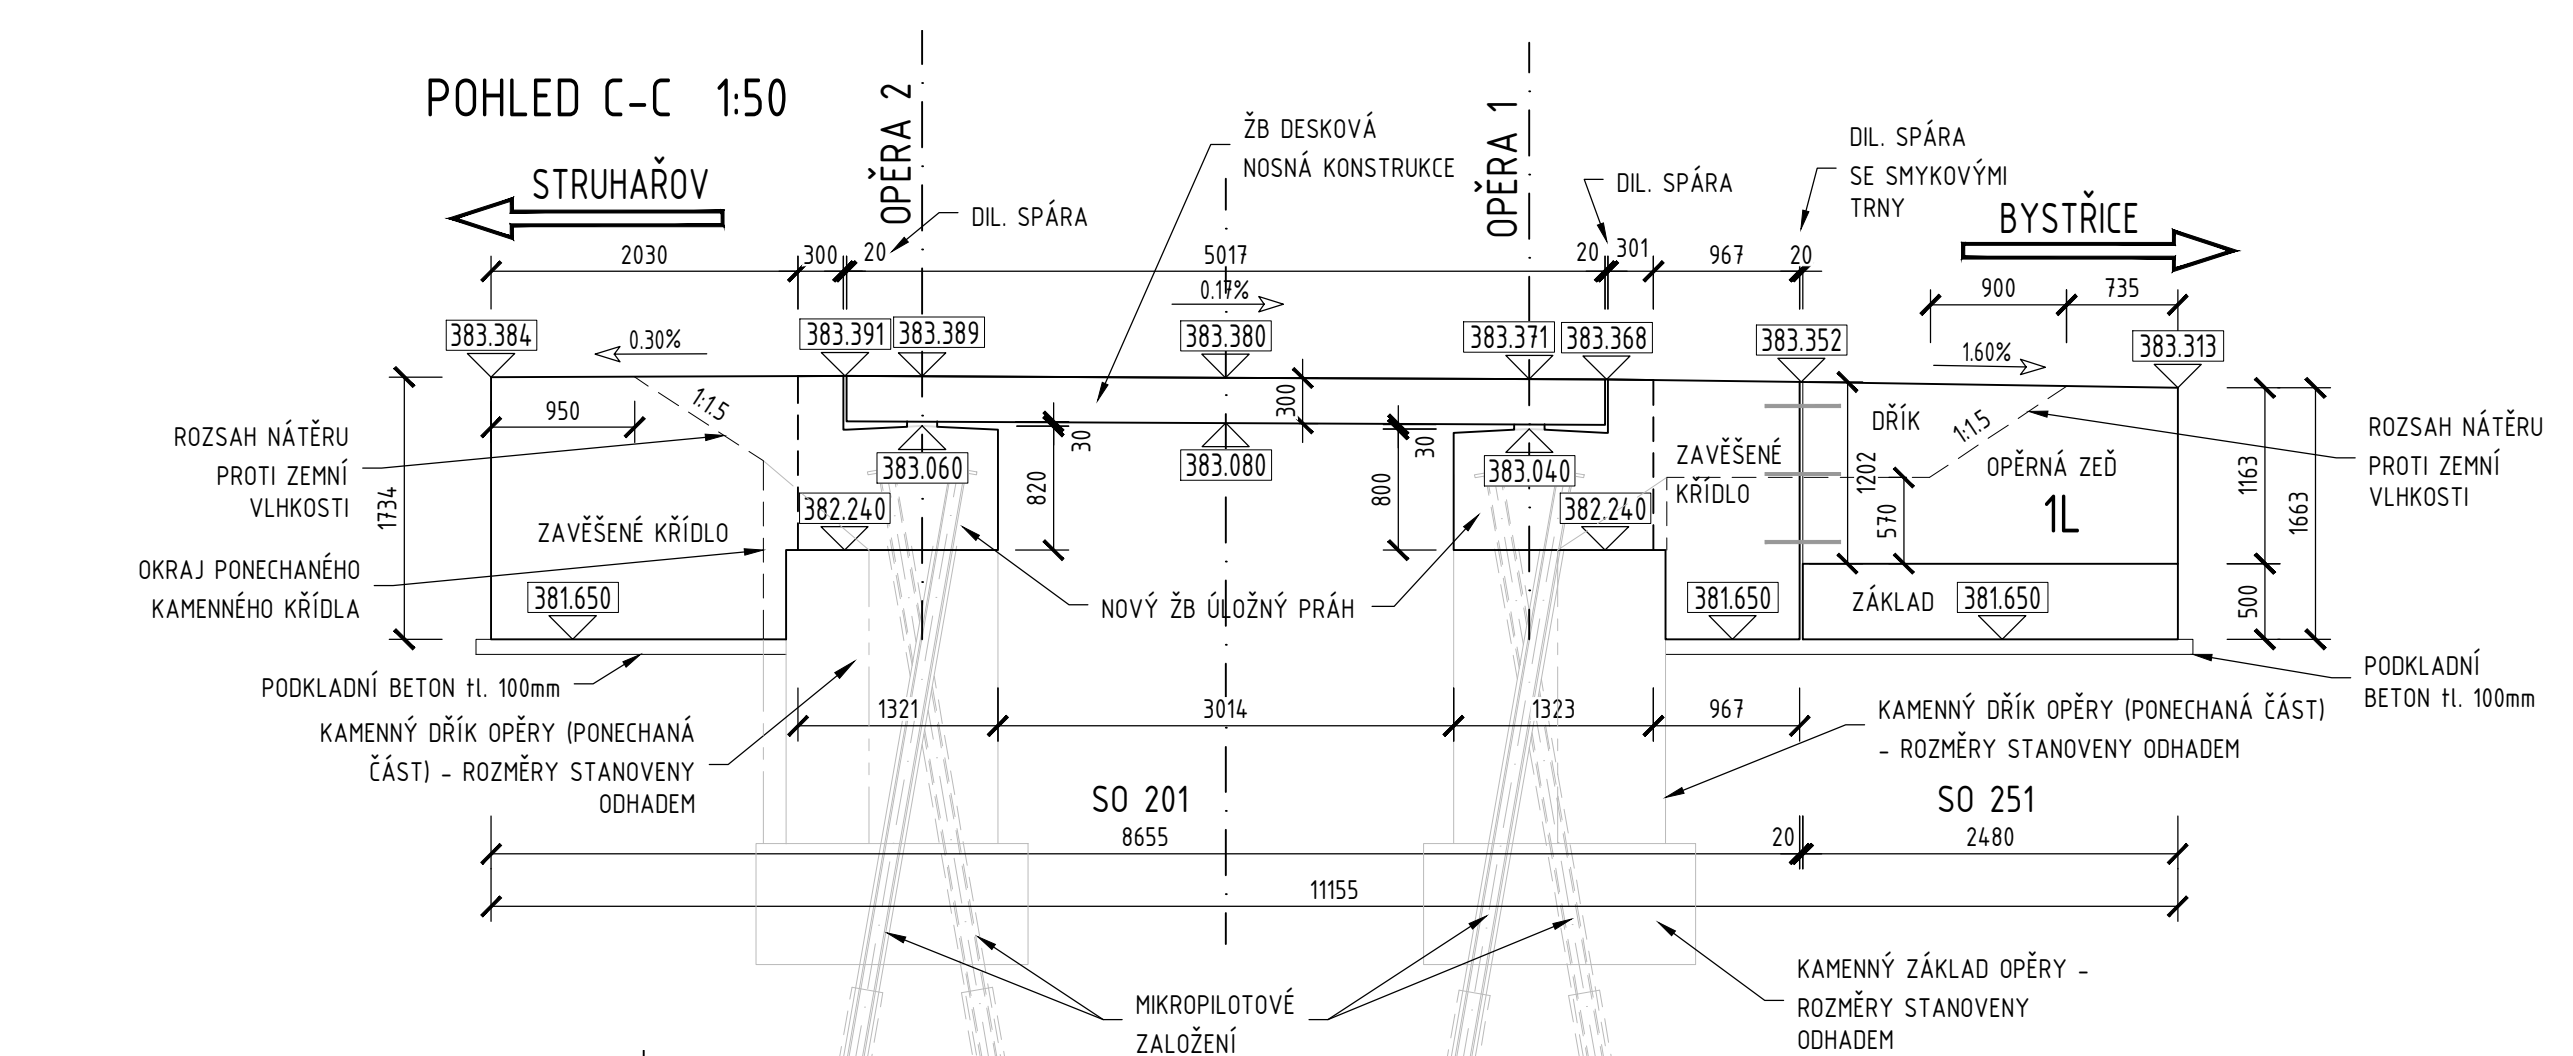 POHLED C-C 1:50
STRUHAŘOV
OPĚRA 2
DIL. SPÁRA
ŽB DESKOVÁ
NOSNÁ KONSTRUKCE
OPĚRA 1
DIL. SPÁRA
DIL. SPÁRA
SE SMYKOVÝMI
TRNY
BYSTŘICE
2030
300
20
5017
20
301
967
20
900
735
0.17%
383.384
0.30%
383.391
383.389
383.380
383.371
383.368
383.352
1.60%
383.313
950
1:1.5
300
30
30
ROZSAH NÁTĚRU
PROTI ZEMNÍ
VLHKOSTI
1734
383.060
820
383.080
800
383.040
ZAVĚŠENÉ
KŘÍDLO
DŘÍK
1202
1:1.5
OPĚRNÁ ZEĎ
1L
570
1163
1663
500
ROZSAH NÁTĚRU
PROTI ZEMNÍ
VLHKOSTI
382.240
382.240
ZAVĚŠENÉ KŘÍDLO
OKRAJ PONECHANÉHO
KAMENNÉHO KŘÍDLA
381.650
NOVÝ ŽB ÚLOŽNÝ PRÁH
381.650
ZÁKLAD
381.650
PODKLADNÍ BETON tl. 100mm
PODKLADNÍ
BETON tl. 100mm
KAMENNÝ DŘÍK OPĚRY (PONECHANÁ
ČÁST) - ROZMĚRY STANOVENY
ODHADEM
1321
3014
1323
967
KAMENNÝ DŘÍK OPĚRY (PONECHANÁ ČÁST)
- ROZMĚRY STANOVENY ODHADEM
SO 201
SO 251
8655
20
2480
11155
MIKROPILOTOVÉ
ZALOŽENÍ
KAMENNÝ ZÁKLAD OPĚRY -
ROZMĚRY STANOVENY
ODHADEM